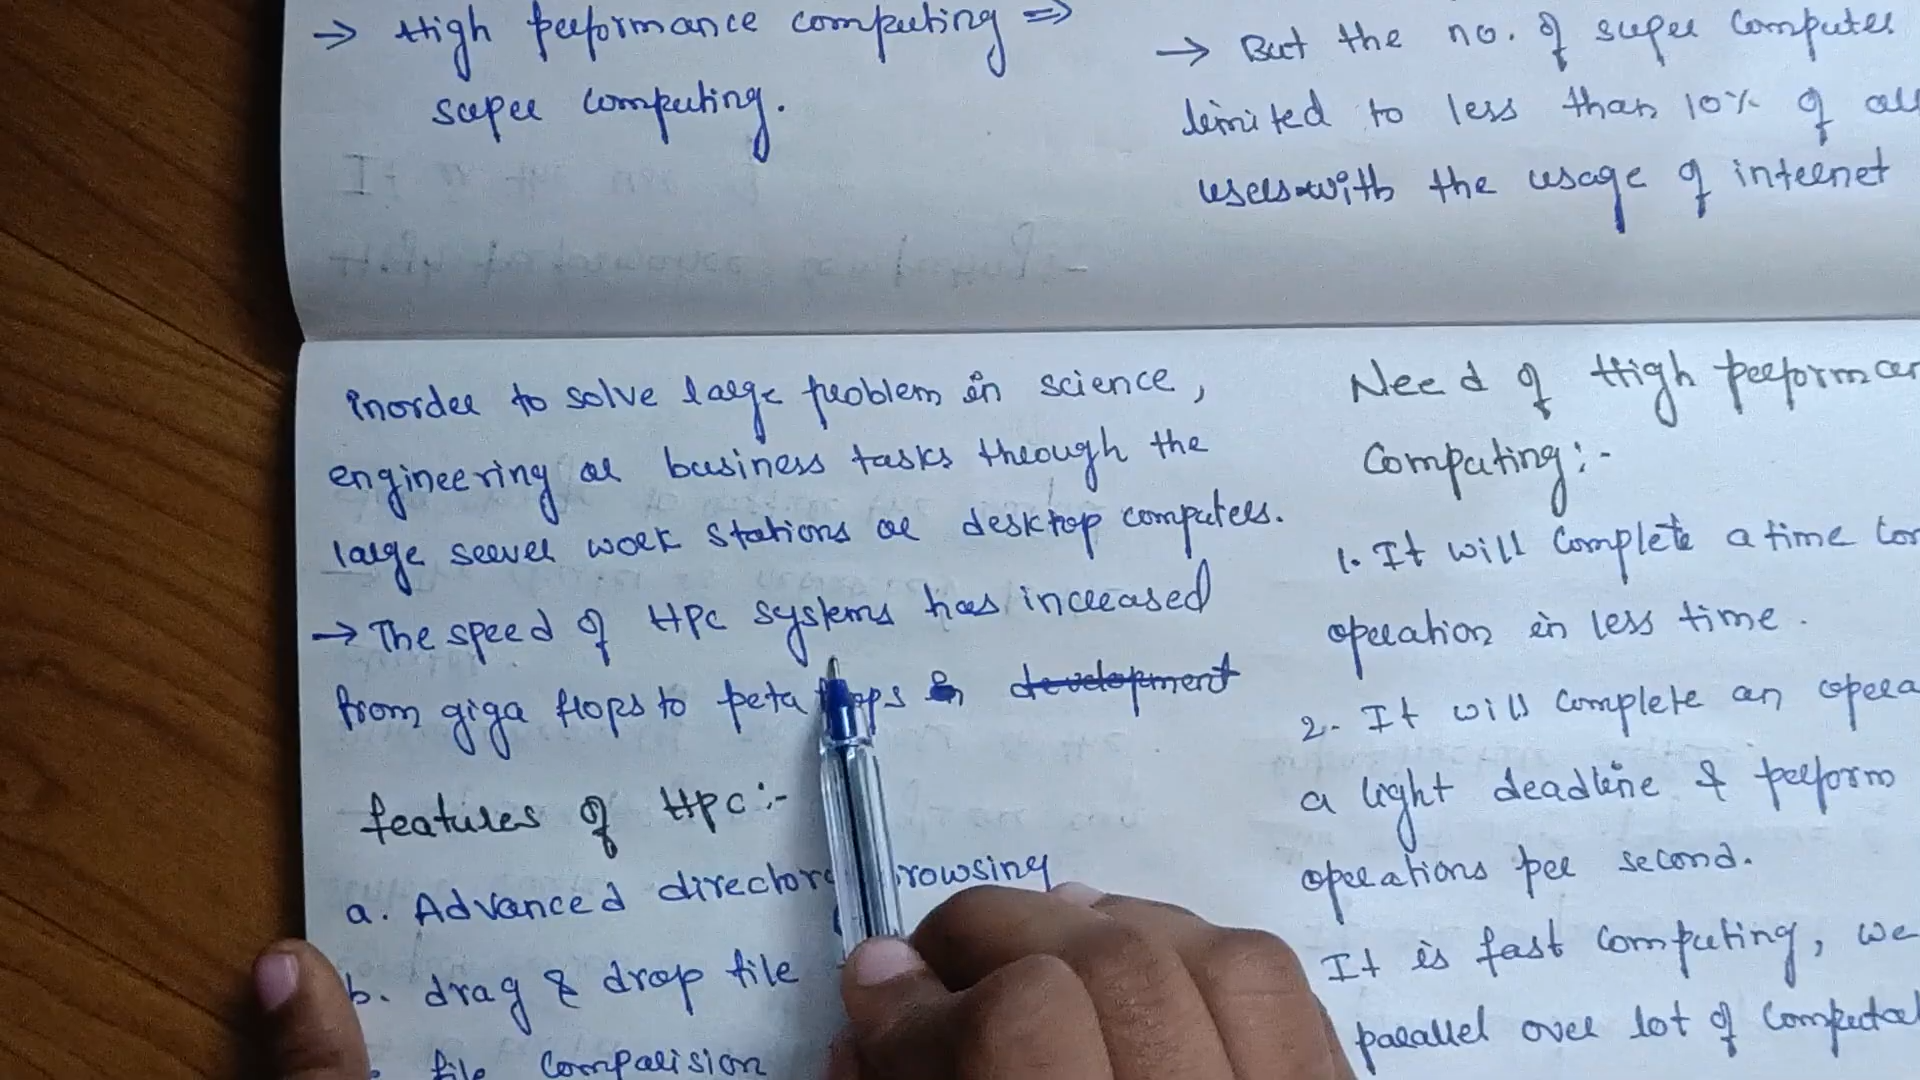 → High performance computing ⇒
super computing.
inorder to solve large problem in science,
engineering or business tasks through the
large server work stations or desktop computers.
→ The speed of HPC systems has increased
from giga flops to peta
features of HPC:-
a. Advanced directory
b. drag & drop file
file comparision
→ But the no. of super computer
limited to less than 10% of all
users with the usage of internet
Need of High performan
Computing:-
1. It will complete a time con
operation in less time.
2. It will complete an opera
a light deadline & perform
operations per second.
It is fast computing, we
parallel over lot of computat